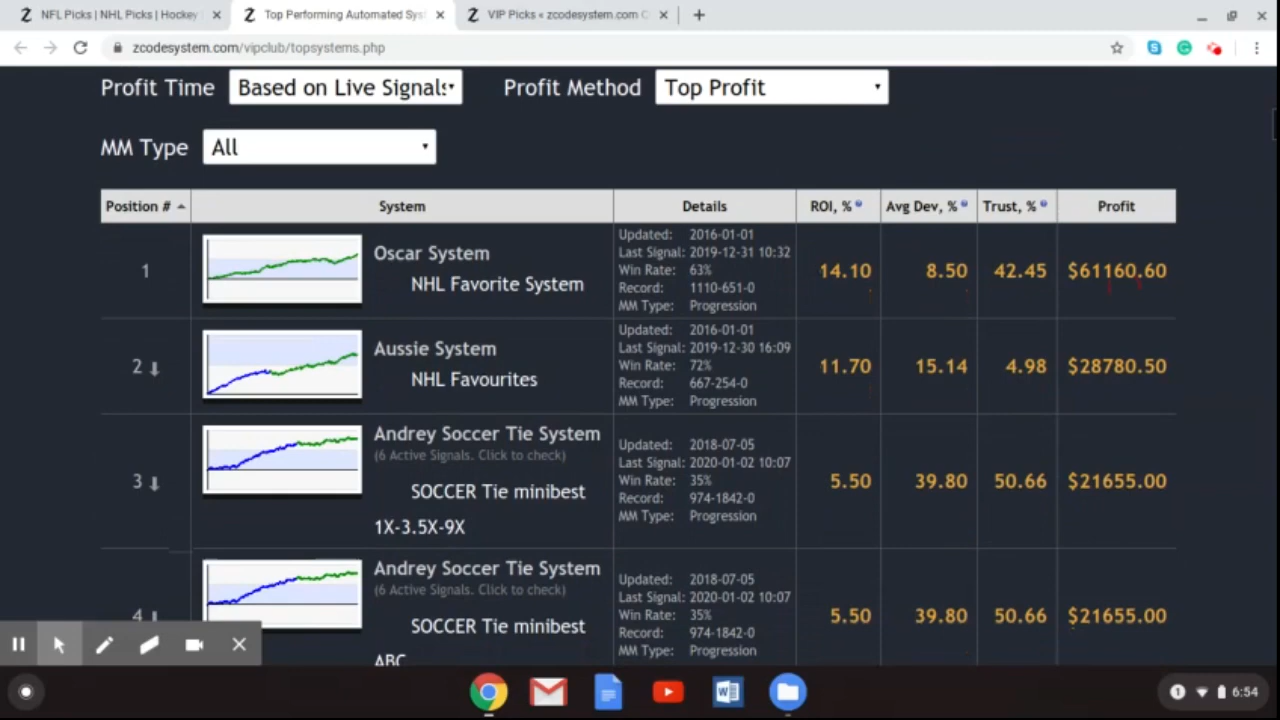 NFL Picks | NHL Picks | Hockey
Top Performing Automated Sys
VIP Picks « zcodesystem.com C
zcodesystem.com/vipclub/topsystems.php
Profit Time
Based on Live Signals
Profit Method
Top Profit
MM Type
All
Position # System Details ROI, % Avg Dev, % Trust, % Profit
1
Oscar System
NHL Favorite System
Updated: 2016-01-01
Last Signal: 2019-12-31 10:32
Win Rate: 63%
Record: 1110-651-0
MM Type: Progression
14.10 8.50 42.45 $61160.60
2
Aussie System
NHL Favourites
Updated: 2016-01-01
Last Signal: 2019-12-30 16:09
Win Rate: 72%
Record: 667-254-0
MM Type: Progression
11.70 15.14 4.98 $28780.50
3
Andrey Soccer Tie System
(6 Active Signals. Click to check)
SOCCER Tie minibest
1X-3.5X-9X
Updated: 2018-07-05
Last Signal: 2020-01-02 10:07
Win Rate: 35%
Record: 974-1842-0
MM Type: Progression
5.50 39.80 50.66 $21655.00
4
Andrey Soccer Tie System
(6 Active Signals. Click to check)
SOCCER Tie minibest
ABC
Updated: 2018-07-05
Last Signal: 2020-01-02 10:07
Win Rate: 35%
Record: 974-1842-0
MM Type: Progression
5.50 39.80 50.66 $21655.00
1 6:54